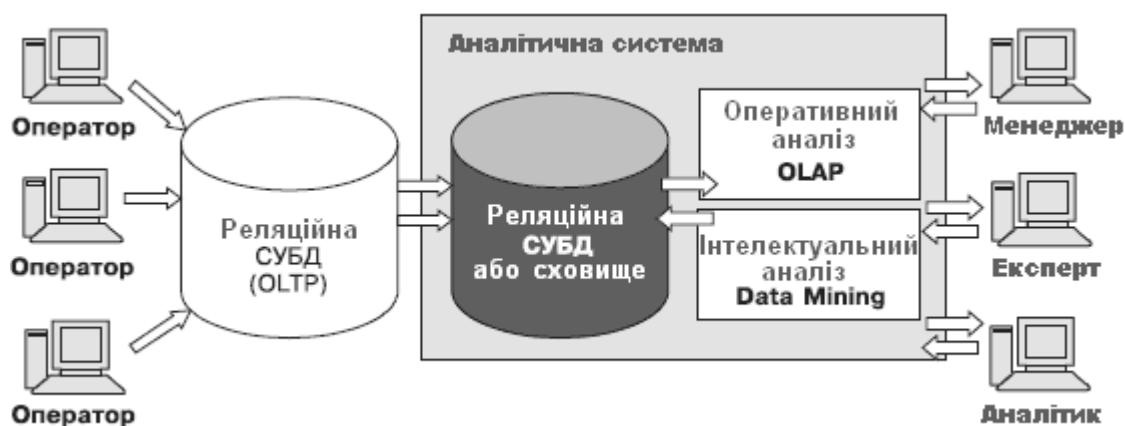 Аналітична система
Оператор
Оператор
Оператор
Реляційна
СУБД
(OLTP)
Реляційна
СУБД
або сховище
Оперативний
аналіз
OLAP
Інтелектуальний
аналіз
Data Mining
Менеджер
Експерт
Аналітик